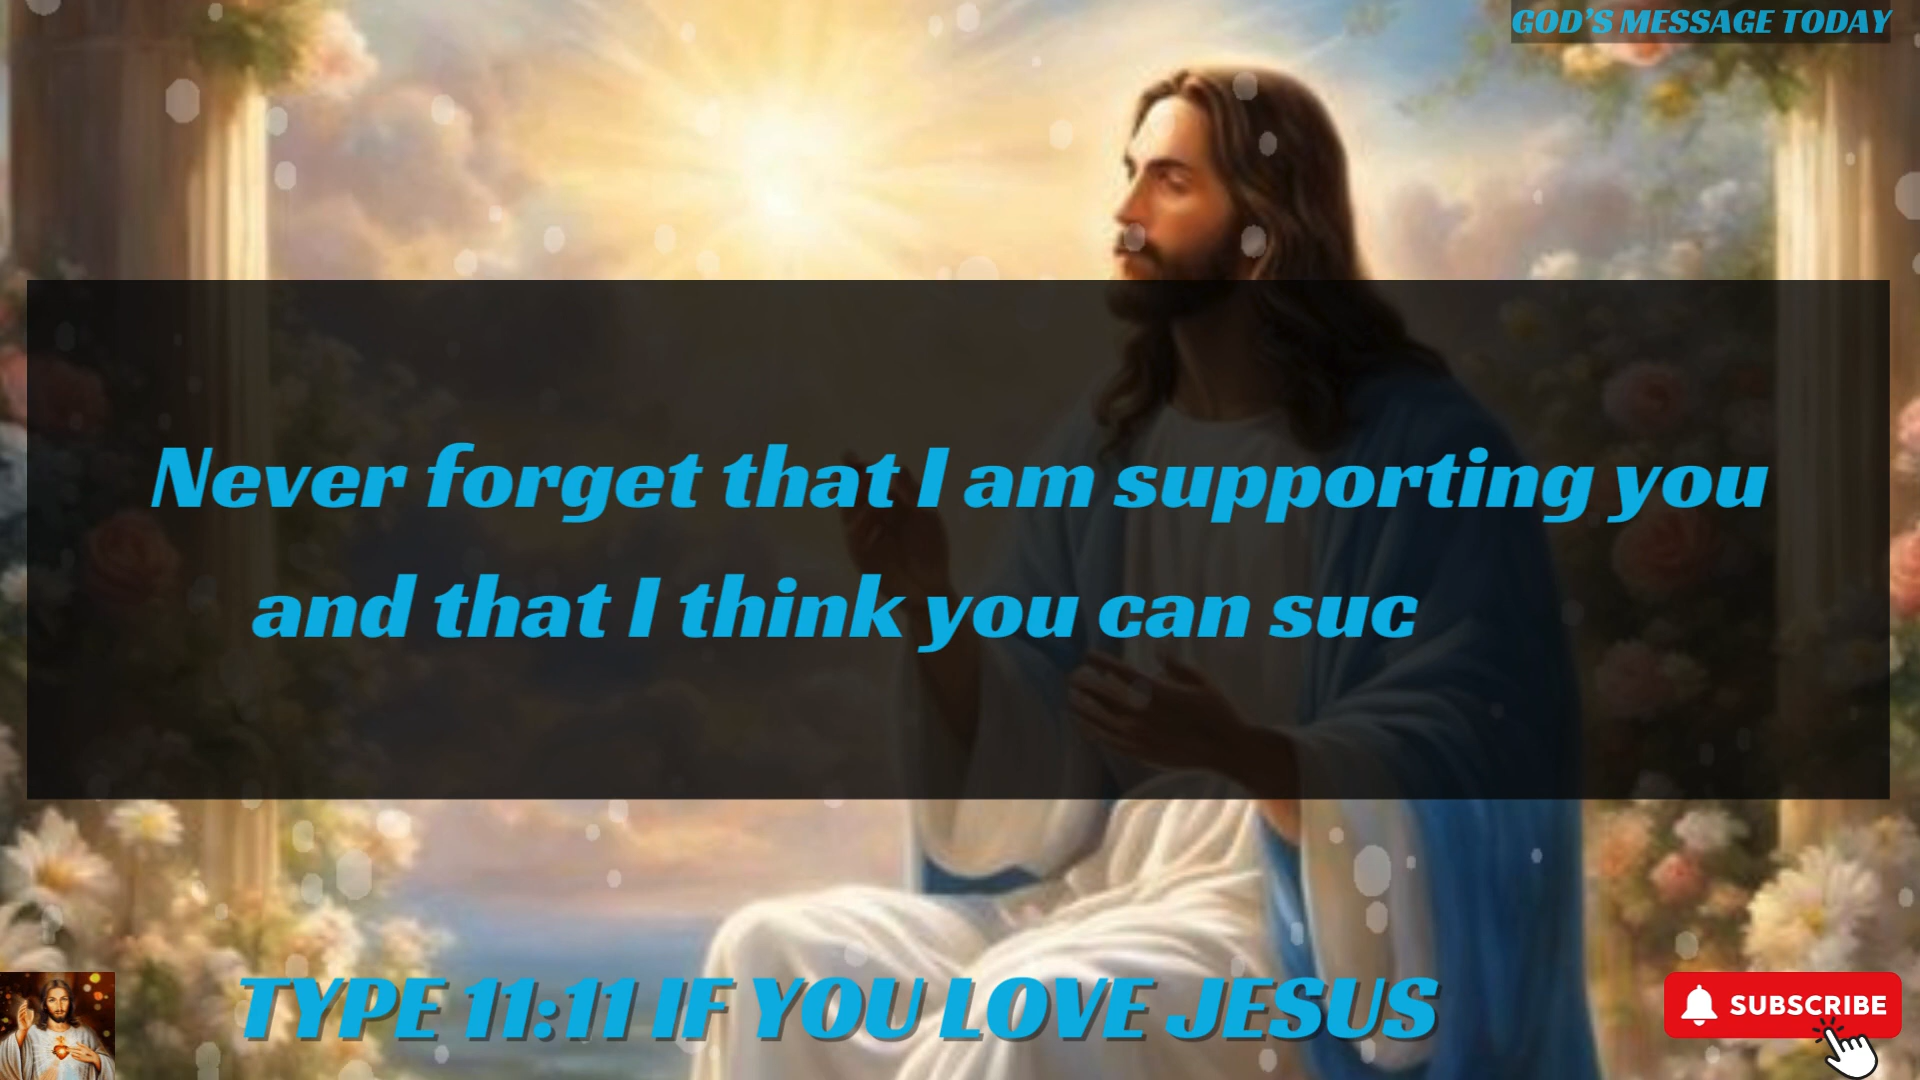 GOD'S MESSAGE TODAY
Never forget that I am supporting you
and that I think you can suc
TYPE 11:11 IF YOU LOVE JESUS
SUBSCRIBE